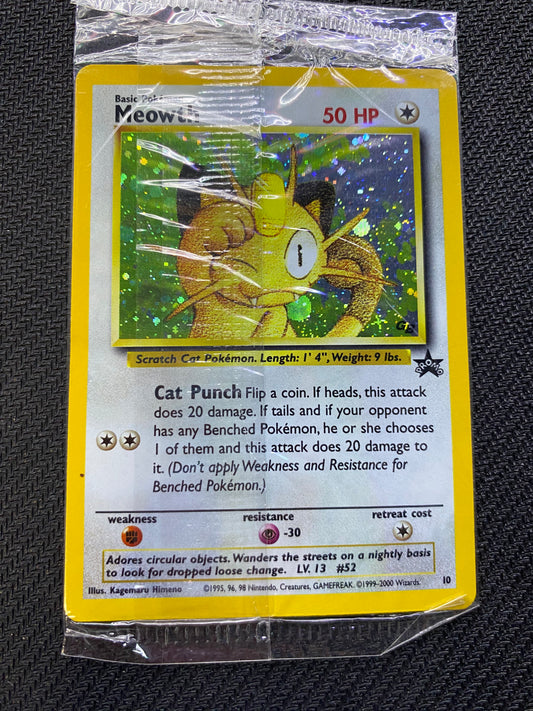 Basic Pokémon
Meowth 50 HP
GB
Scratch Cat Pokémon. Length: 1' 4", Weight: 9 lbs.
PROMO
Cat Punch Flip a coin. If heads, this attack
does 20 damage. If tails and if your opponent
has any Benched Pokémon, he or she chooses
1 of them and this attack does 20 damage to
it. (Don't apply Weakness and Resistance for
Benched Pokémon.)
weakness resistance retreat cost
-30
Adores circular objects. Wanders the streets on a nightly basis
to look for dropped loose change. LV. 13 #52
Illus. Kagemaru Himeno ©1995, 96, 98 Nintendo, Creatures, GAMEFREAK. ©1999-2000 Wizards. 10